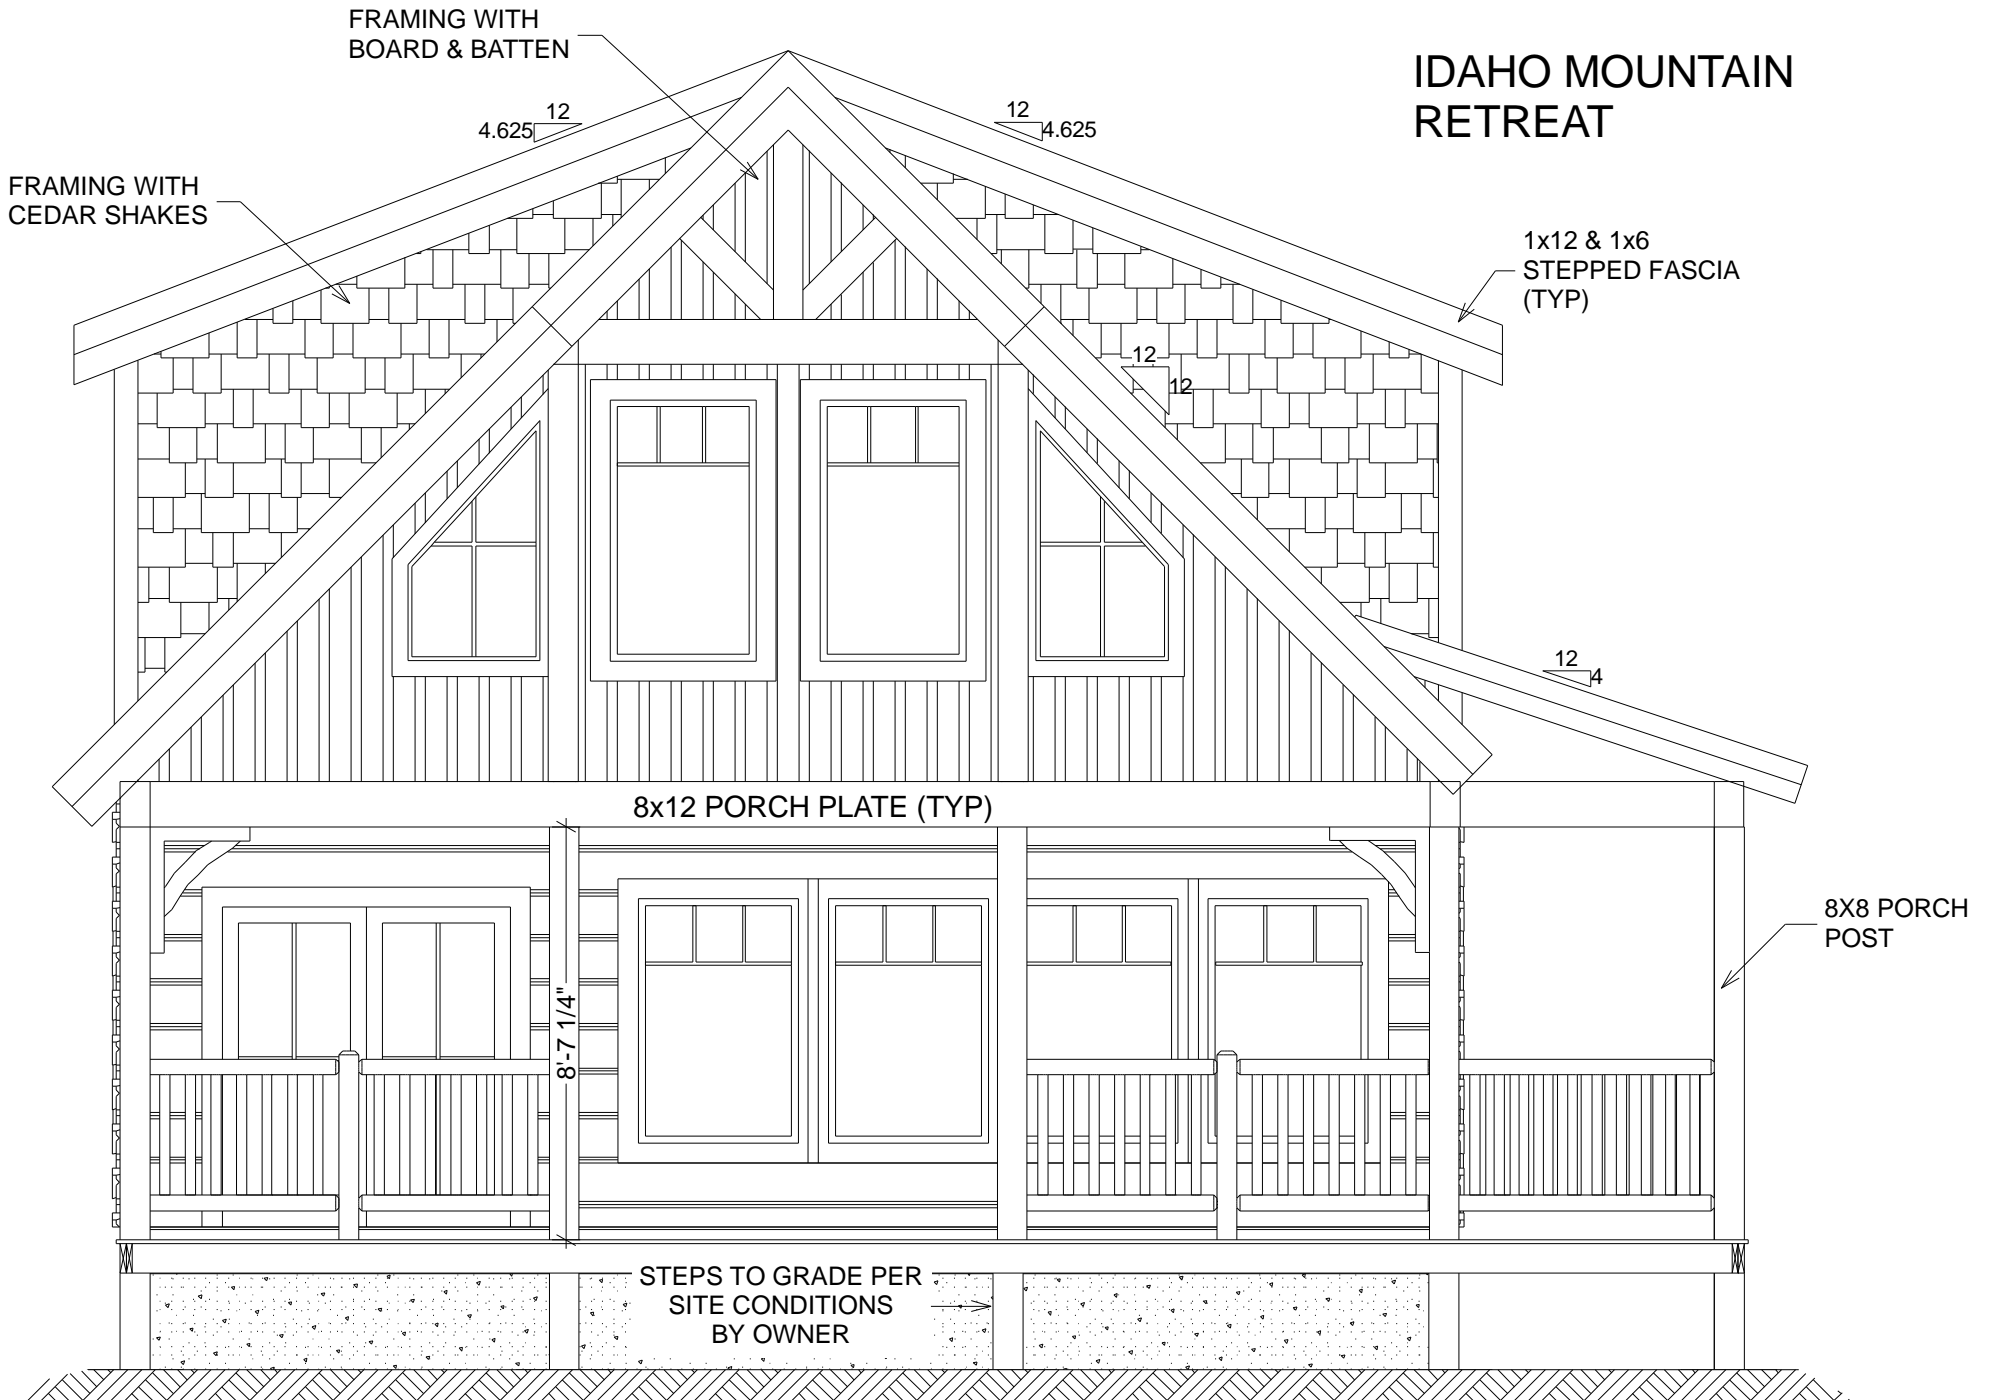 FRAMING WITH
BOARD & BATTEN
IDAHO MOUNTAIN
RETREAT
12
4.625
12
4.625
FRAMING WITH
CEDAR SHAKES
1x12 & 1x6
STEPPED FASCIA
(TYP)
12
12
12
4
8x12 PORCH PLATE (TYP)
8X8 PORCH
POST
8'-7 1/4"
STEPS TO GRADE PER
SITE CONDITIONS
BY OWNER